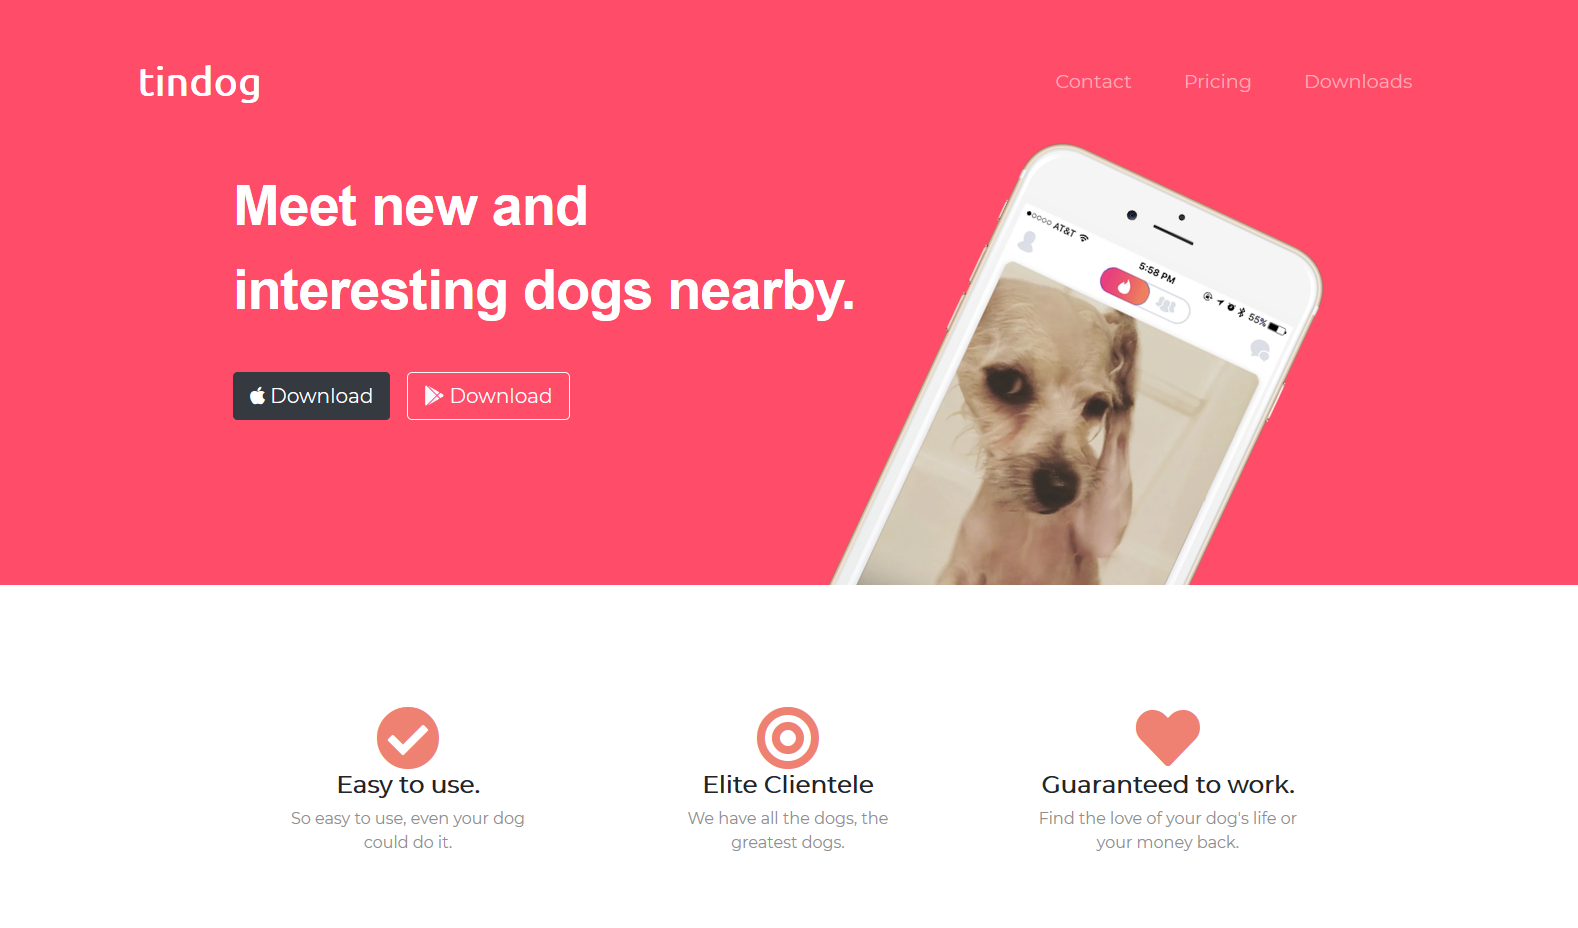 tindog
Contact Pricing Downloads
Meet new and
interesting dogs nearby.
Download Download
AT&T 5:58 PM 55%
Easy to use.
So easy to use, even your dog
could do it.
Elite Clientele
We have all the dogs, the
greatest dogs.
Guaranteed to work.
Find the love of your dog's life or
your money back.